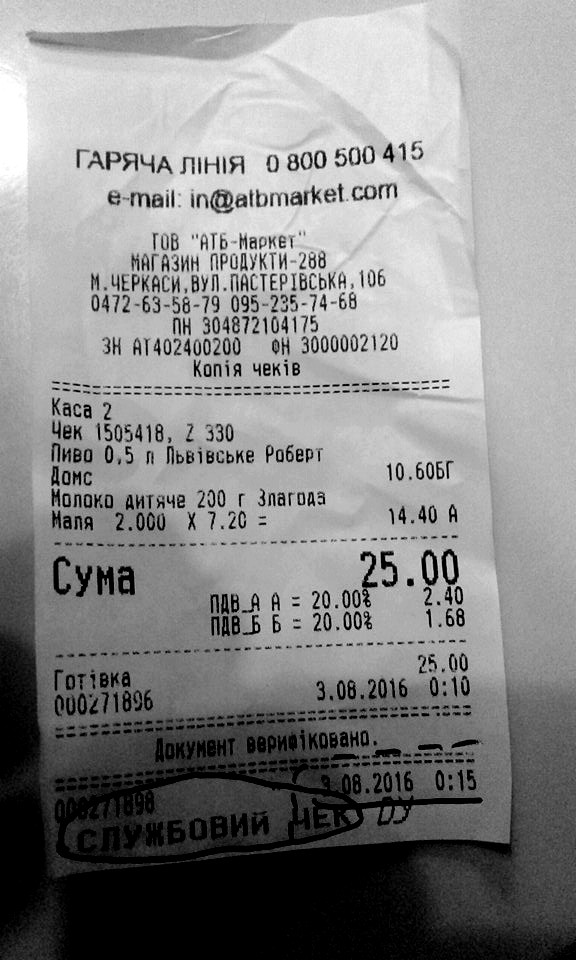 ГАРЯЧА ЛІНІЯ 0 800 500 415
e-mail: in@atbmarket.com
ТОВ "АТБ-Маркет"
МАГАЗИН ПРОДУКТИ-288
М.ЧЕРКАСИ,ВУЛ.ПАСТЕРІВСЬКА,106
0472-63-58-79 095-235-74-68
ПН 304872104175
ЗН АТ402400200 ФН 3000002120
Копія чеків
Каса 2
Чек 1505418, Z 330
Пиво 0,5 л Львівське Роберт
Домс 10.60БГ
Молоко дитяче 200 г Злагода
Маля 2.000 X 7.20 = 14.40 А
Сума 25.00
ПДВ_А А = 20.00% 2.40
ПДВ_Б Б = 20.00% 1.68
Готівка 25.00
000271896 3.08.2016 0:10
Документ верифіковано.
000271898 3.08.2016 0:15
СЛУЖБОВИЙ ЧЕК